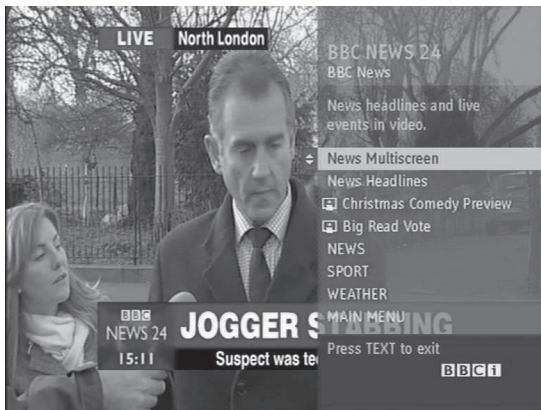 LIVE North London
BBC NEWS 24
BBC News
News headlines and live
events in video.
News Multiscreen
News Headlines
Christmas Comedy Preview
Big Read Vote
NEWS
SPORT
WEATHER
MAIN MENU
Press TEXT to exit
BBCi
BBC
NEWS 24
15:11
JOGGER STABBING
Suspect was